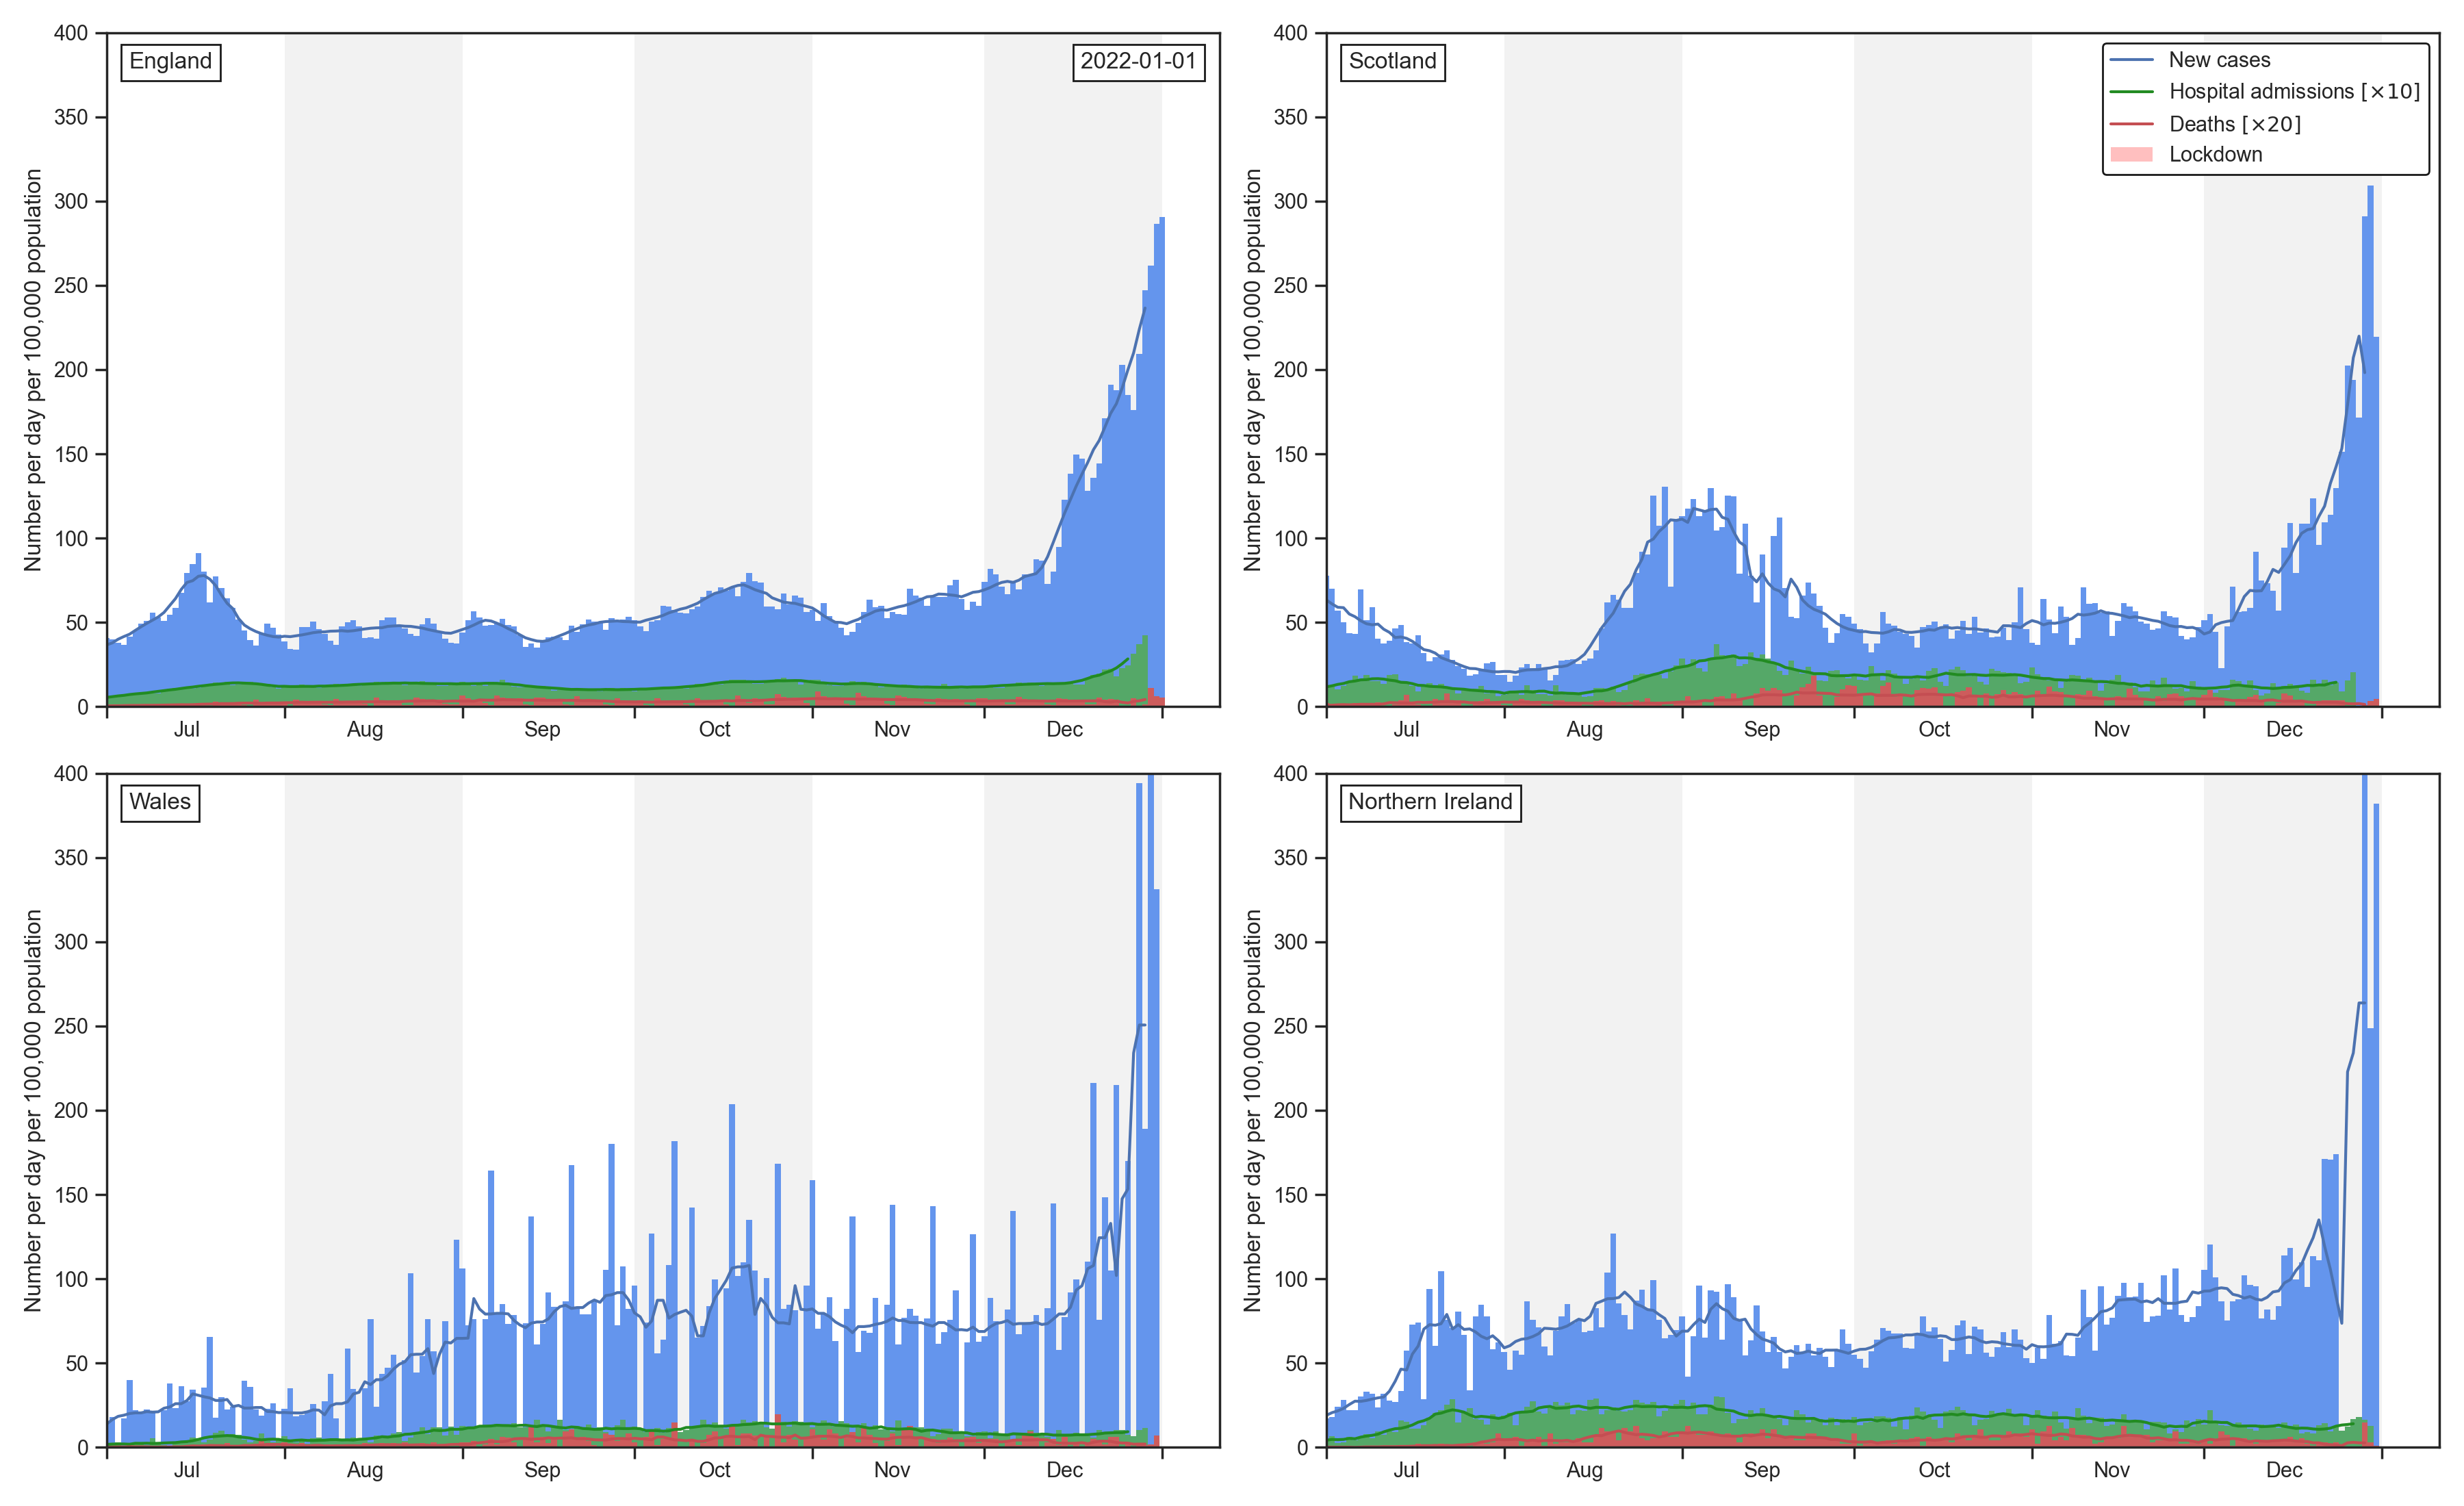 England
2022-01-01
Number per day per 100,000 population
400
350
300
250
200
150
100
50
0
Jul Aug Sep Oct Nov Dec
Scotland
New cases
Hospital admissions [×10]
Deaths [×20]
Lockdown
Number per day per 100,000 population
400
350
300
250
200
150
100
50
0
Jul Aug Sep Oct Nov Dec
Wales
Number per day per 100,000 population
400
350
300
250
200
150
100
50
0
Jul Aug Sep Oct Nov Dec
Northern Ireland
Number per day per 100,000 population
400
350
300
250
200
150
100
50
0
Jul Aug Sep Oct Nov Dec